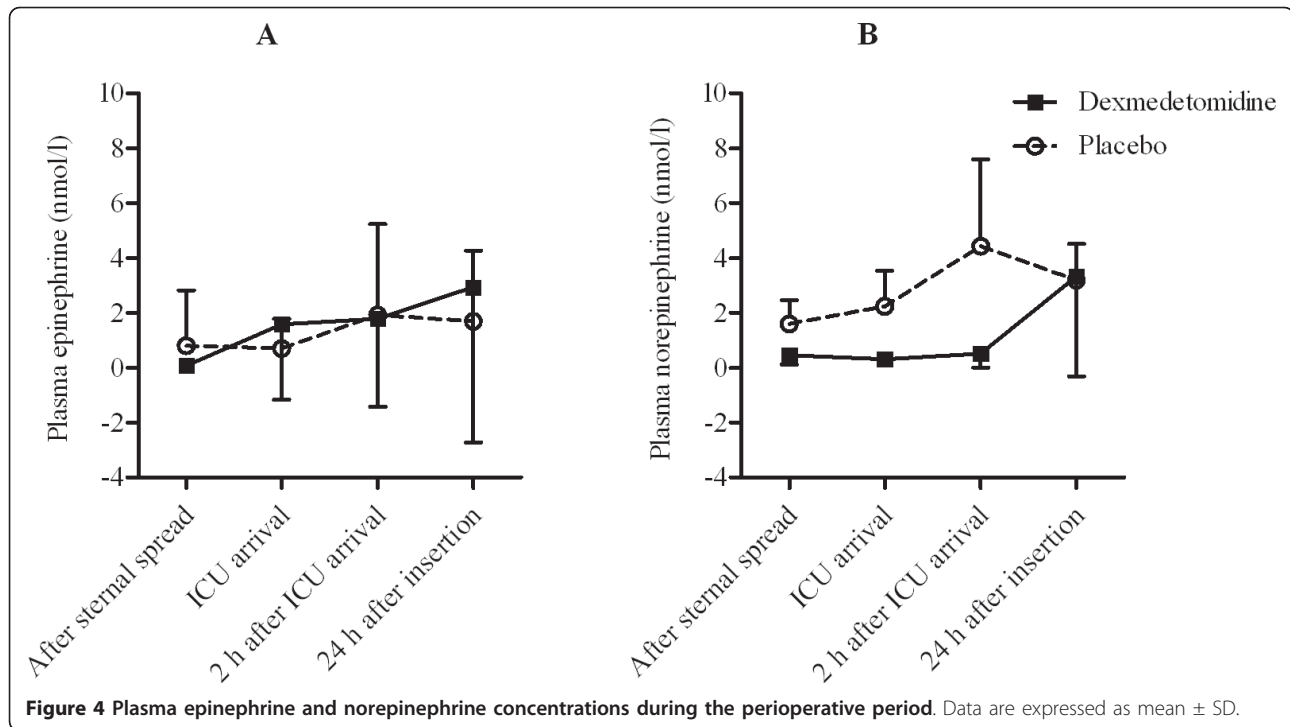 A
B
Plasma epinephrine (nmol/l)
10
8
6
4
2
0
-2
-4
After sternal spread
ICU arrival
2 h after ICU arrival
24 h after insertion
Plasma norepinephrine (nmol/l)
10
8
6
4
2
0
-2
-4
After sternal spread
ICU arrival
2 h after ICU arrival
24 h after insertion
Dexmedetomidine
Placebo
Figure 4 Plasma epinephrine and norepinephrine concentrations during the perioperative period. Data are expressed as mean ± SD.